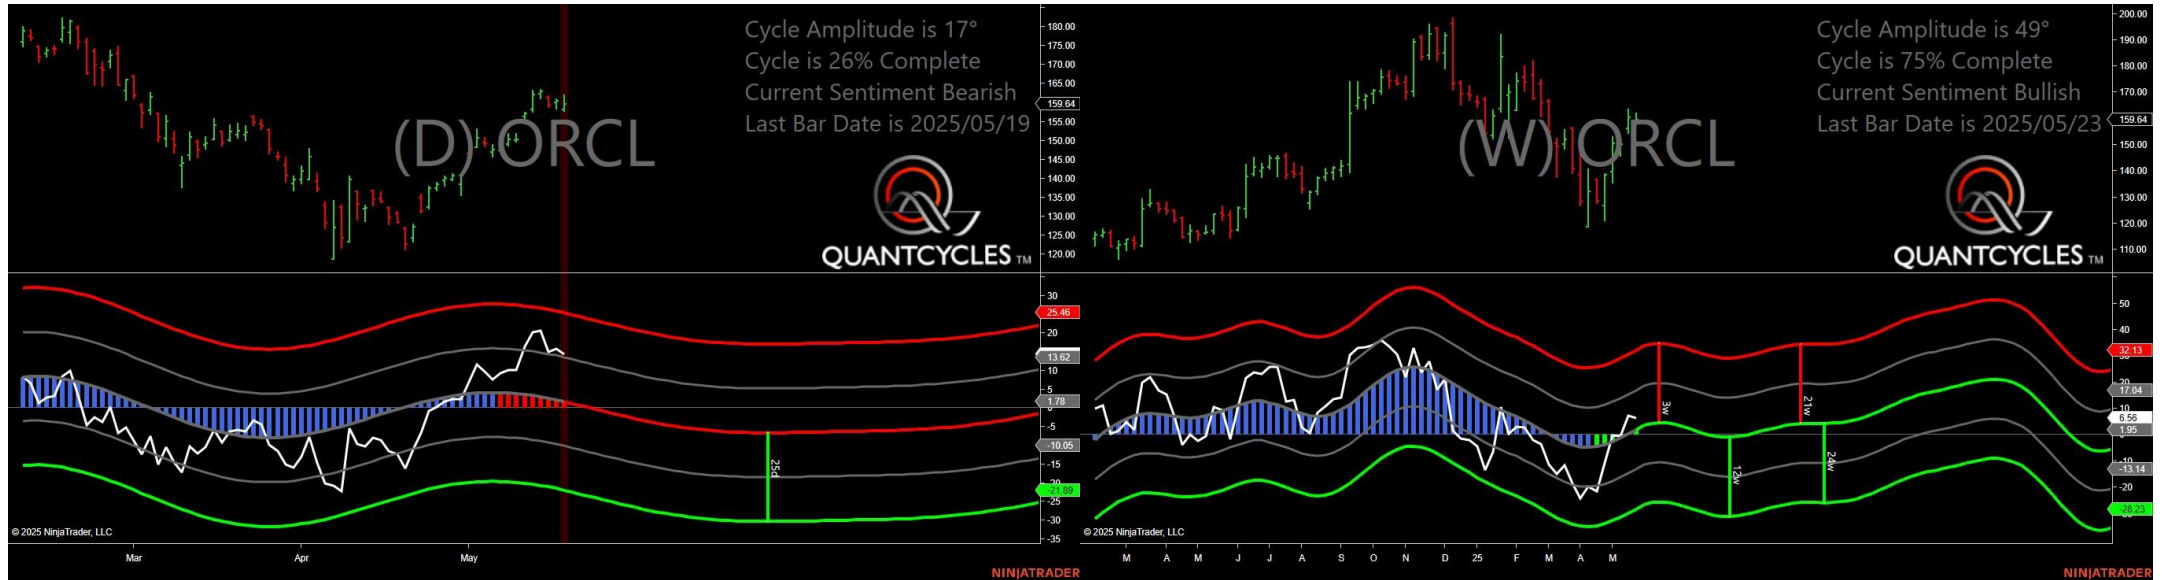 Cycle Amplitude is 17°
Cycle is 26% Complete
Current Sentiment Bearish
Last Bar Date is 2025/05/19
(D) ORCL
QUANTCYCLES TM
180.00
175.00
170.00
165.00
159.64
155.00
150.00
145.00
140.00
135.00
130.00
125.00
120.00
30
25.46
20
13.62
10
5
1.78
-5
-10.05
-15
-21.89
-25
-30
-35
25d
© 2025 NinjaTrader, LLC
Mar Apr May
NINJATRADER
Cycle Amplitude is 49°
Cycle is 75% Complete
Current Sentiment Bullish
Last Bar Date is 2025/05/23
(W) ORCL
QUANTCYCLES TM
200.00
190.00
180.00
170.00
159.64
150.00
140.00
130.00
120.00
110.00
50
40
32.13
17.04
10
6.56
1.95
-13.14
-20
-28.23
3w
21w
12w
24w
© 2025 NinjaTrader, LLC
M A M J J A S O N D 25 F M A M
NINJATRADER